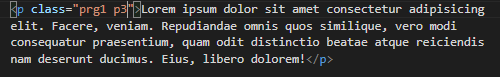 <p class="prg1 p3">Lorem ipsum dolor sit amet consectetur adipisicing
elit. Facere, veniam. Repudiandae omnis quos similique, vero modi
consequatur praesentium, quam odit distinctio beatae atque reiciendis
nam deserunt ducimus. Eius, libero dolorem!</p>